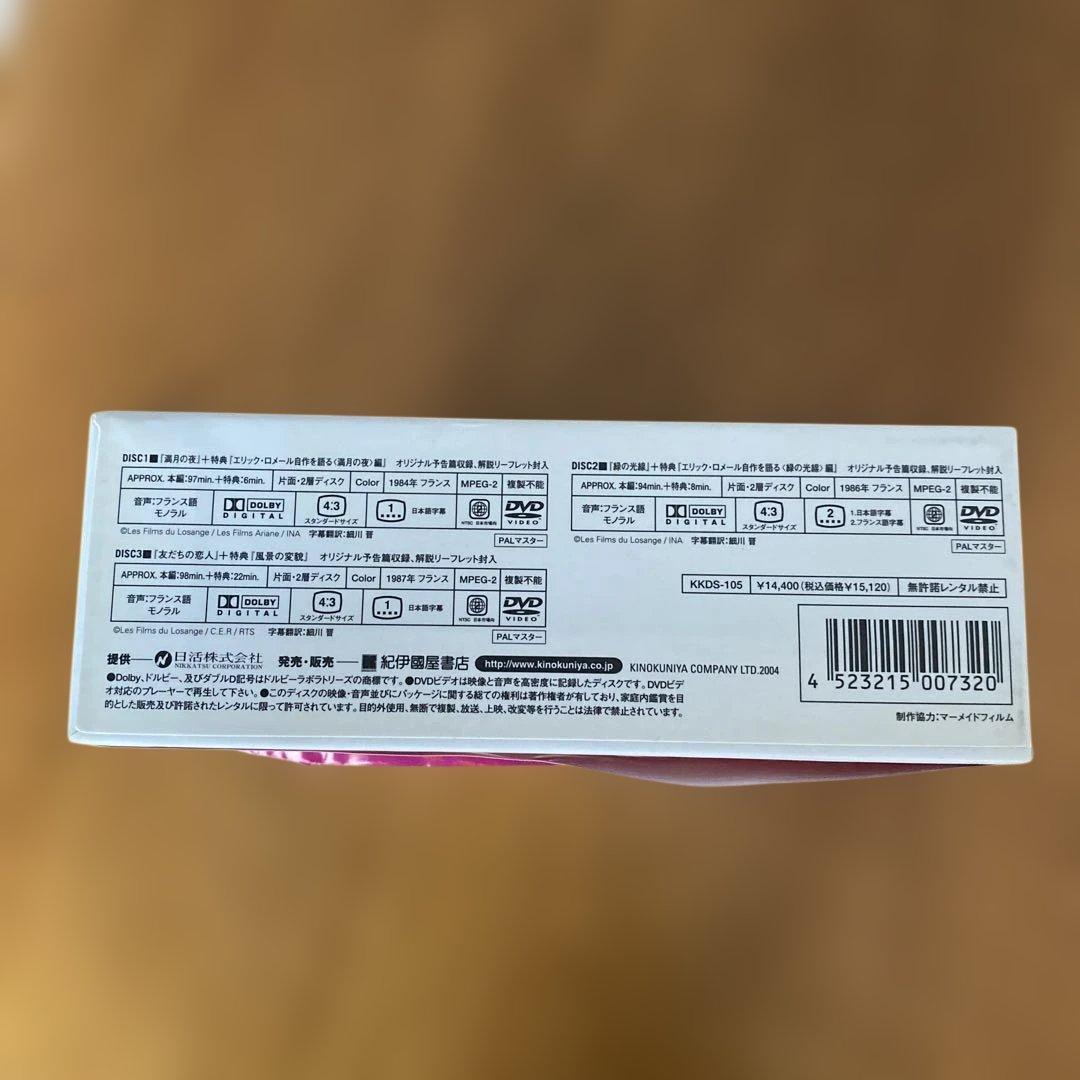 DISC1■『満月の夜』＋特典『エリック・ロメール自作を語る〈満月の夜〉編』 オリジナル予告篇収録、解説リーフレット封入
APPROX. 本編:97min.＋特典:6min. 片面・2層ディスク Color 1984年 フランス MPEG-2 複製不能
音声:フランス語 モノラル DOLBY DIGITAL 4:3 スタンダードサイズ 1 日本語字幕 NTSC 日本市場向 DVD VIDEO
©Les Films du Losange / Les Films Ariane / INA 字幕翻訳:細川 晋
PALマスター
DISC2■『緑の光線』＋特典『エリック・ロメール自作を語る〈緑の光線〉編』 オリジナル予告篇収録、解説リーフレット封入
APPROX. 本編:94min.＋特典:8min. 片面・2層ディスク Color 1986年 フランス MPEG-2 複製不能
音声:フランス語 モノラル DOLBY DIGITAL 4:3 スタンダードサイズ 2 1.日本語字幕 2.フランス語字幕 NTSC 日本市場向 DVD VIDEO
©Les Films du Losange / INA 字幕翻訳:細川 晋
PALマスター
DISC3■『友だちの恋人』＋特典『風景の変貌』 オリジナル予告篇収録、解説リーフレット封入
APPROX. 本編:98min.＋特典:22min. 片面・2層ディスク Color 1987年 フランス MPEG-2 複製不能
音声:フランス語 モノラル DOLBY DIGITAL 4:3 スタンダードサイズ 1 日本語字幕 NTSC 日本市場向 DVD VIDEO
©Les Films du Losange / C.E.R / RTS 字幕翻訳:細川 晋
PALマスター
KKDS-105 ¥14,400(税込価格¥15,120) 無許諾レンタル禁止
提供― 日活株式会社 NIKKATSU CORPORATION 発売・販売― 紀伊國屋書店 http://www.kinokuniya.co.jp KINOKUNIYA COMPANY LTD.2004
●Dolby、ドルビー、及びダブルD記号はドルビーラボラトリーズの商標です。●DVDビデオは映像と音声を高密度に記録したディスクです。DVDビデ
オ対応のプレーヤーで再生して下さい。●このディスクの映像・音声並びにパッケージに関する総ての権利は著作権者が有しており、家庭内鑑賞を目
的とした販売及び許諾されたレンタルに限って許可されています。目的外使用、無断で複製、放送、上映、改変等を行うことは法律で禁止されています。
4 523215 007320
制作協力:マーメイドフィルム